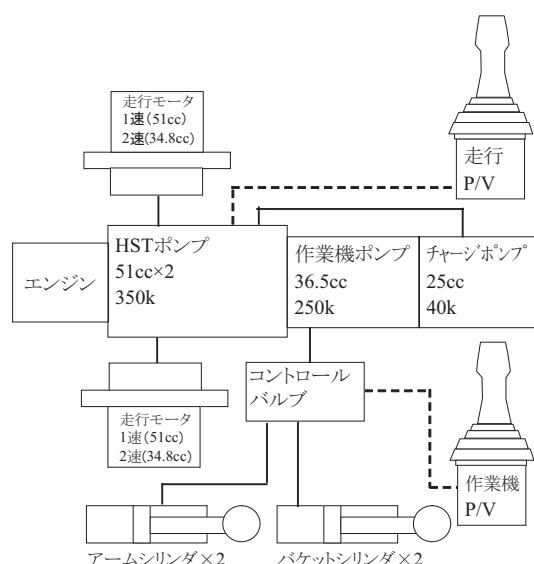 走行モータ
1速(51cc)
2速(34.8cc)
走行
P/V
エンジン
HSTポンプ
51cc×2
350k
作業機ポンプ
36.5cc
250k
チャージポンプ
25cc
40k
コントロール
バルブ
走行モータ
1速(51cc)
2速(34.8cc)
作業機
P/V
アームシリンダ×2
バケットシリンダ×2